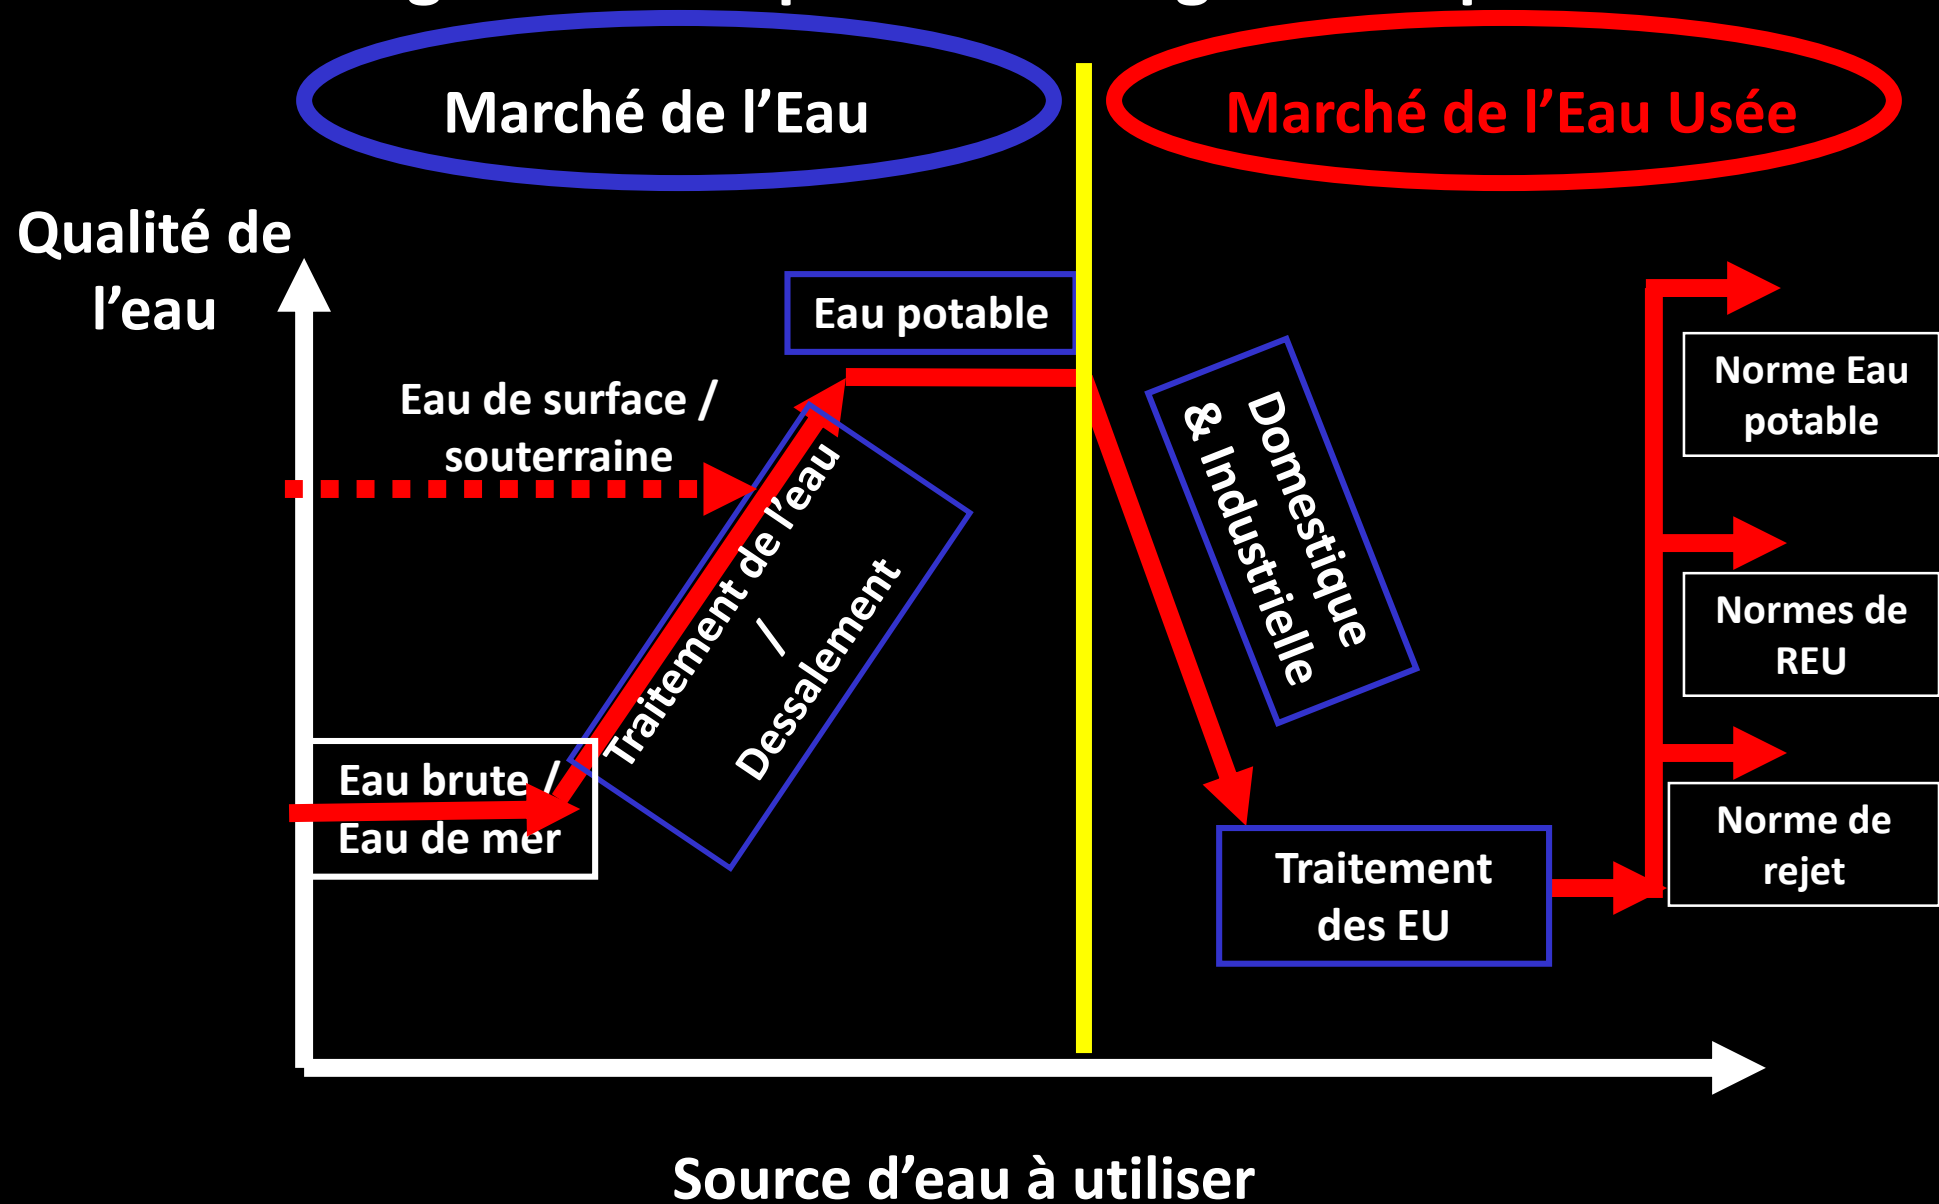 Marché de l'Eau
Marché de l'Eau Usée
Qualité de
l'eau
Eau potable
Eau de surface /
souterraine
Traitement de l'eau
/
Dessalement
Eau brute /
Eau de mer
Domestique
& Industrielle
Traitement
des EU
Norme Eau
potable
Normes de
REU
Norme de
rejet
Source d'eau à utiliser